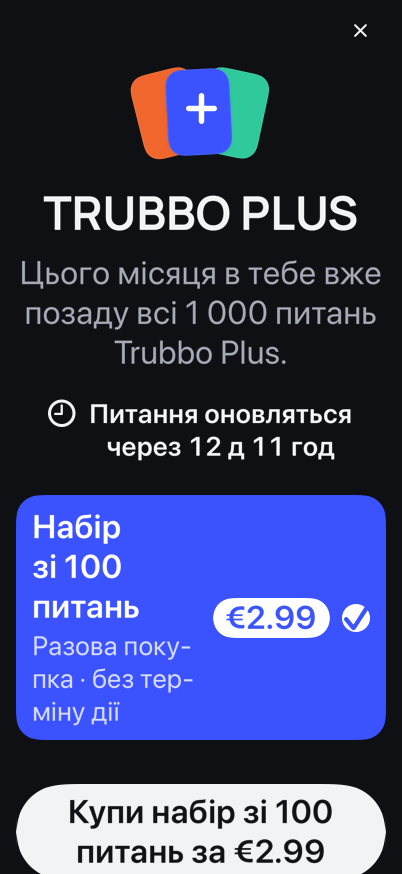 TRUBBO PLUS
Цього місяця в тебе вже
позаду всі 1 000 питань
Trubbo Plus.
Питання оновляться
через 12 д 11 год
Набір
зі 100
питань
Разова поку-
пка · без тер-
міну дії
€2.99
Купи набір зі 100
питань за €2.99